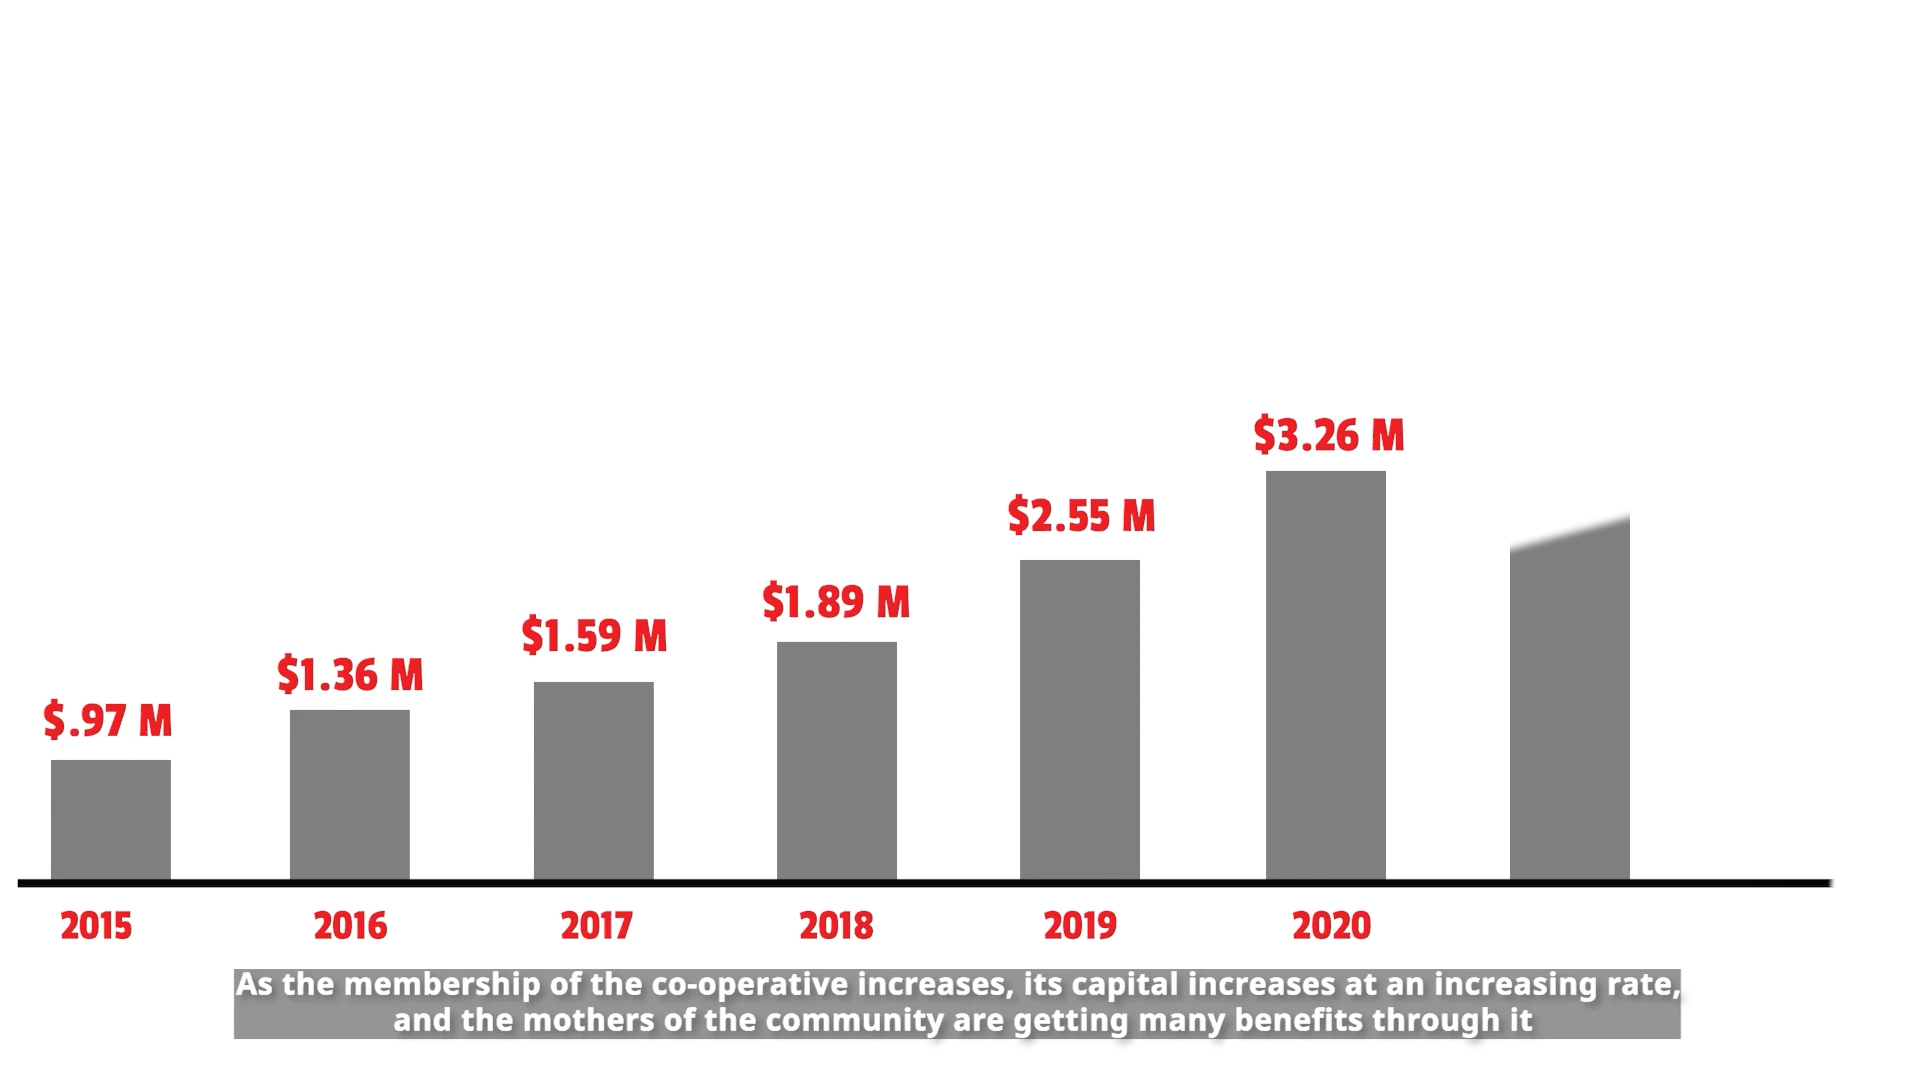 $3.26 M
$2.55 M
$1.89 M
$1.59 M
$1.36 M
$.97 M
2015 2016 2017 2018 2019 2020
As the membership of the co-operative increases, its capital increases at an increasing rate,
and the mothers of the community are getting many benefits through it